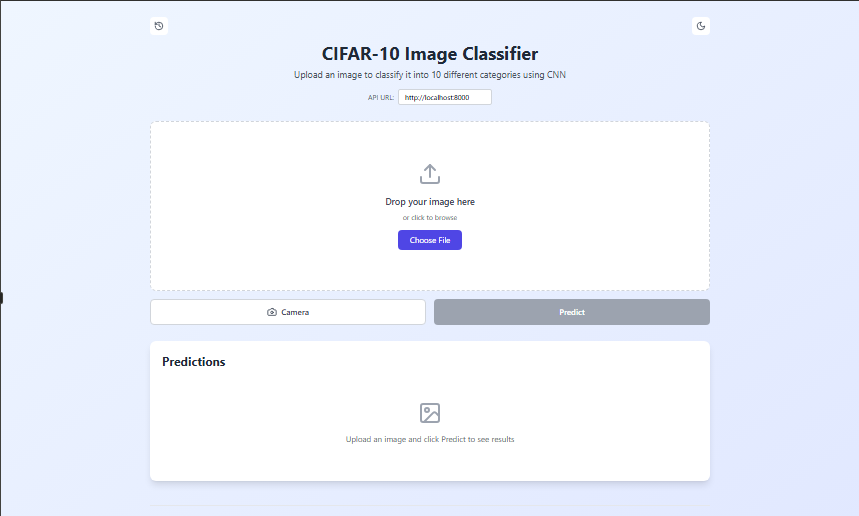 CIFAR-10 Image Classifier
Upload an image to classify it into 10 different categories using CNN
API URL: http://localhost:8000
Drop your image here
or click to browse
Choose File
Camera
Predict
Predictions
Upload an image and click Predict to see results